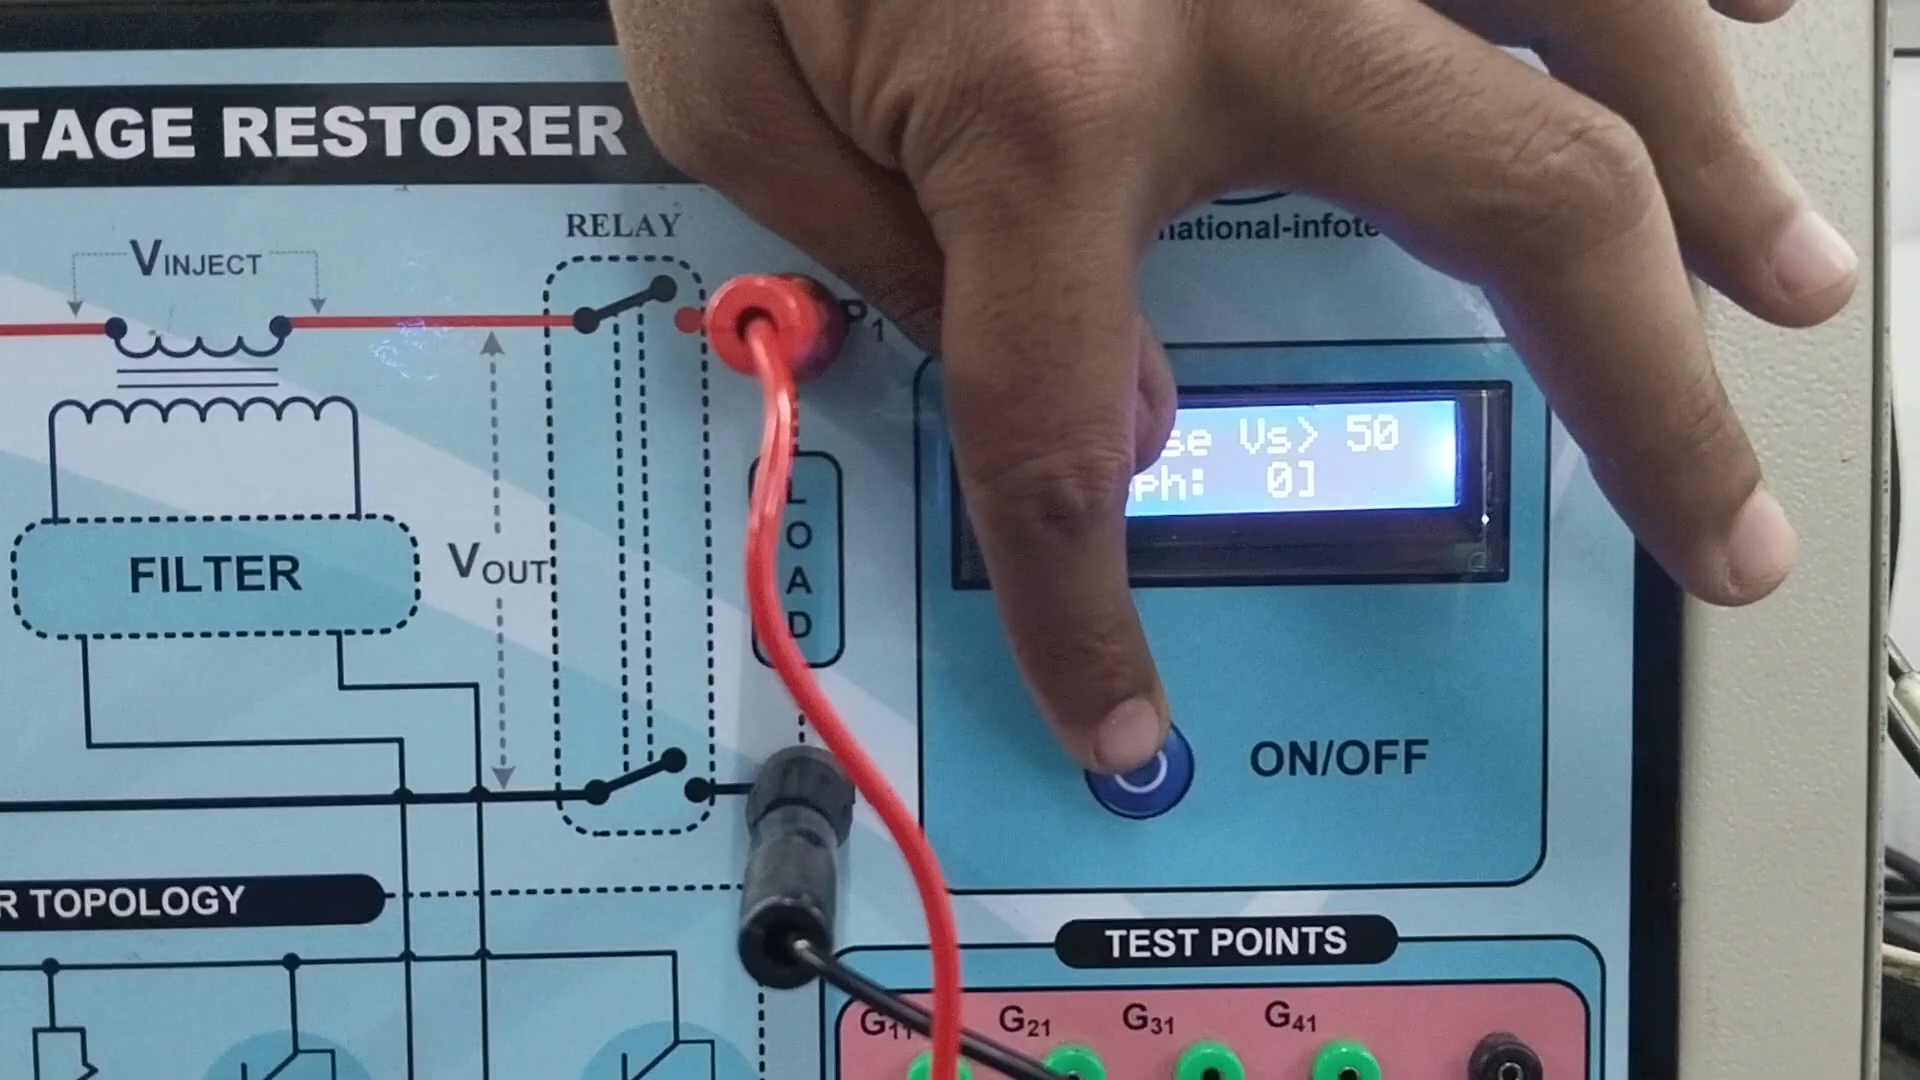 TAGE RESTORER
RELAY
national-infote
VINJECT
P1
se Vs> 50
ph: 0]
LOAD
FILTER
VOUT
ON/OFF
R TOPOLOGY
TEST POINTS
G11 G21 G31 G41